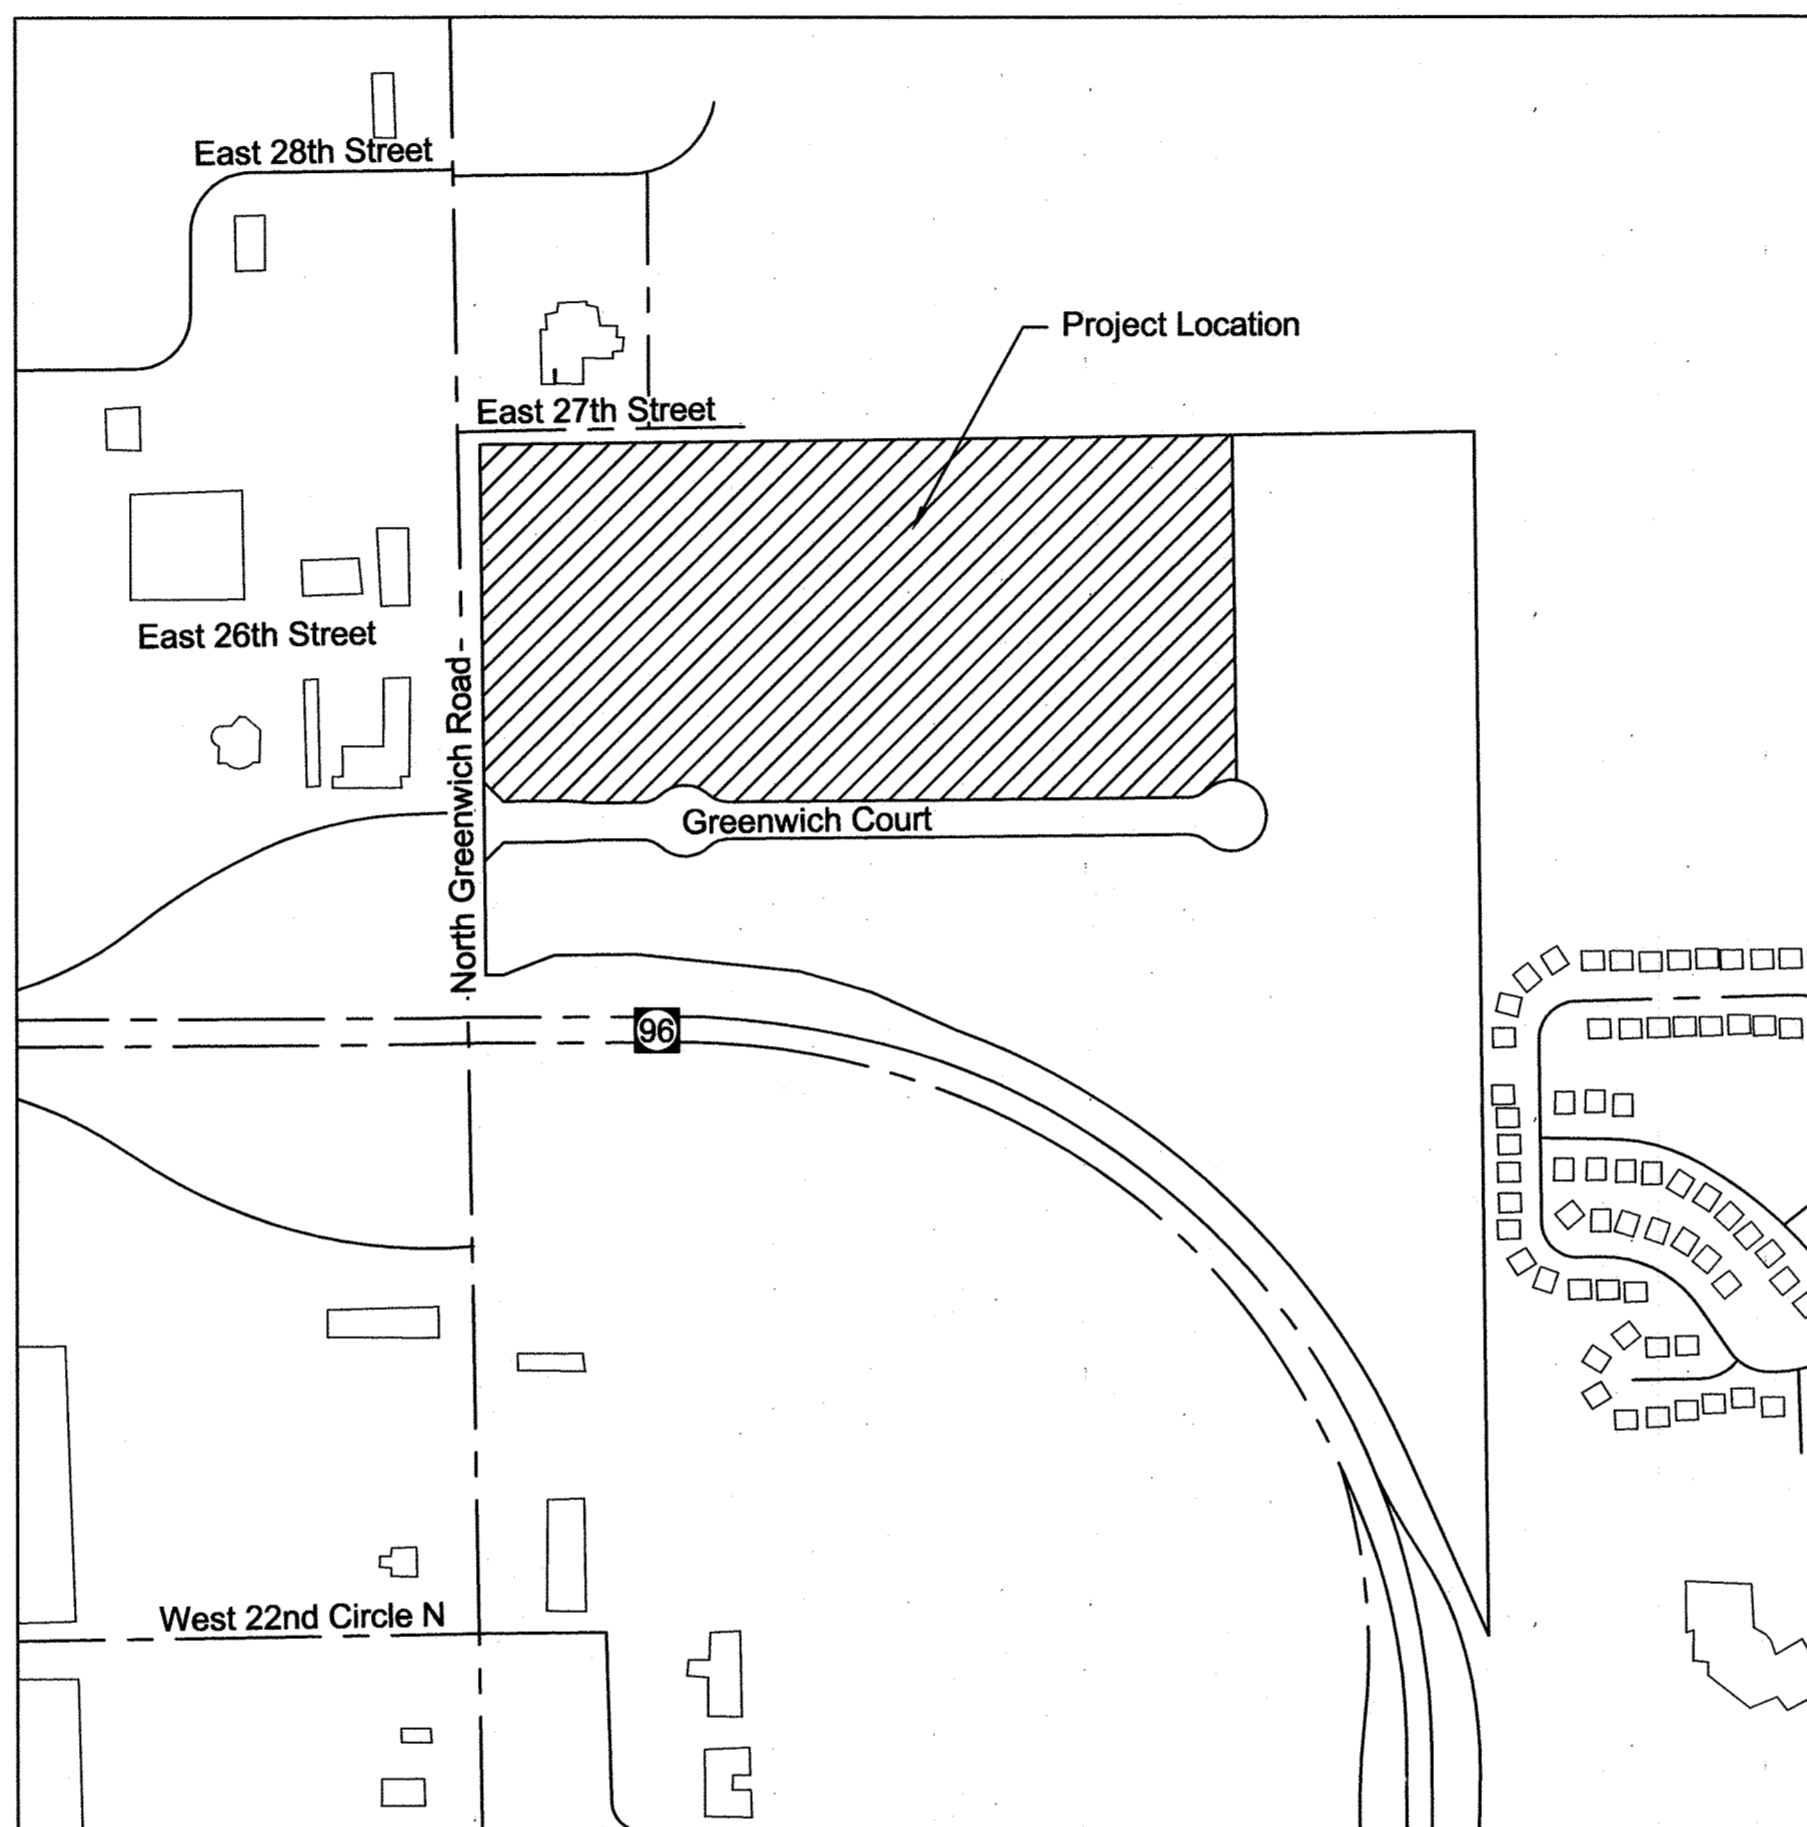 East 28th Street
Project Location
East 27th Street
East 26th Street
North Greenwich Road
Greenwich Court
96
West 22nd Circle N